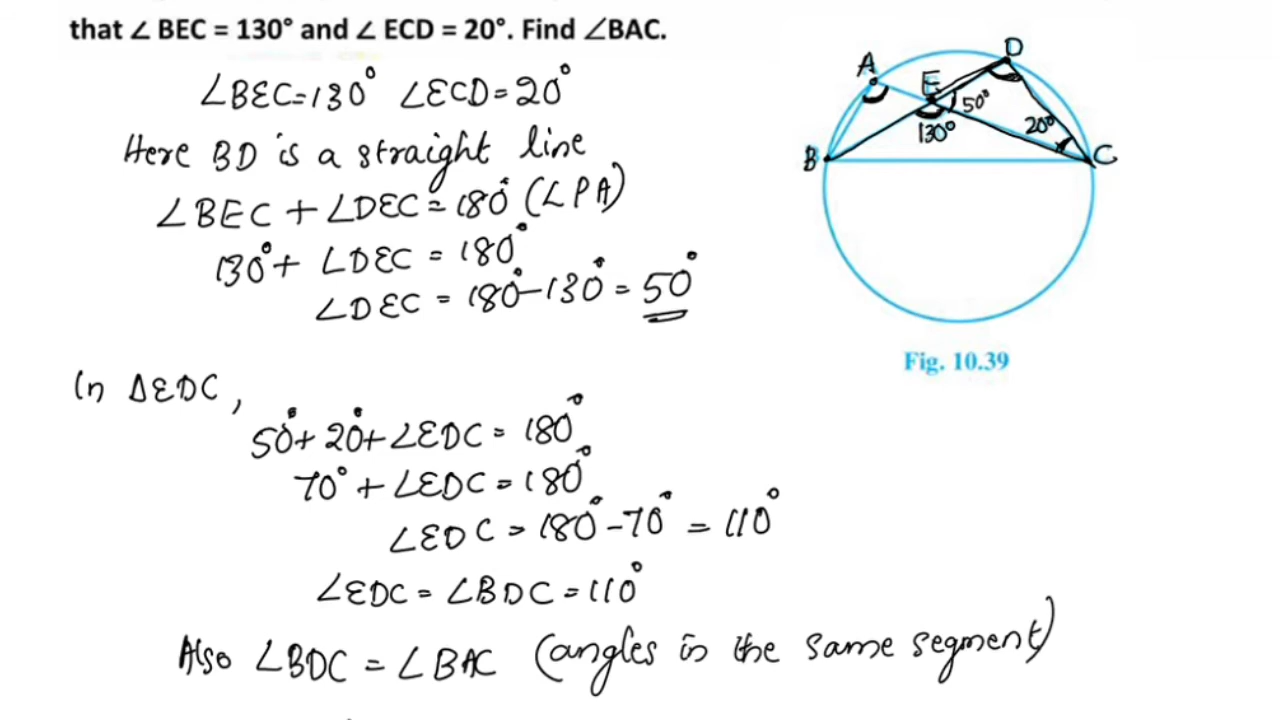 that ∠ BEC = 130° and ∠ ECD = 20°. Find ∠BAC.
∠BEC=130° ∠ECD=20°
Here BD is a straight line
∠BEC + ∠DEC = 180° (LPA)
130° + ∠DEC = 180°
∠DEC = 180°-130° = 50°
In ΔEDC,
50°+ 20°+ ∠EDC = 180°
70° + ∠EDC = 180°
∠EDC = 180°-70° = 110°
∠EDC = ∠BDC = 110°
Also ∠BDC = ∠BAC (angles in the same segment)
D
A
E
50°
130°
20°
B
C
Fig. 10.39